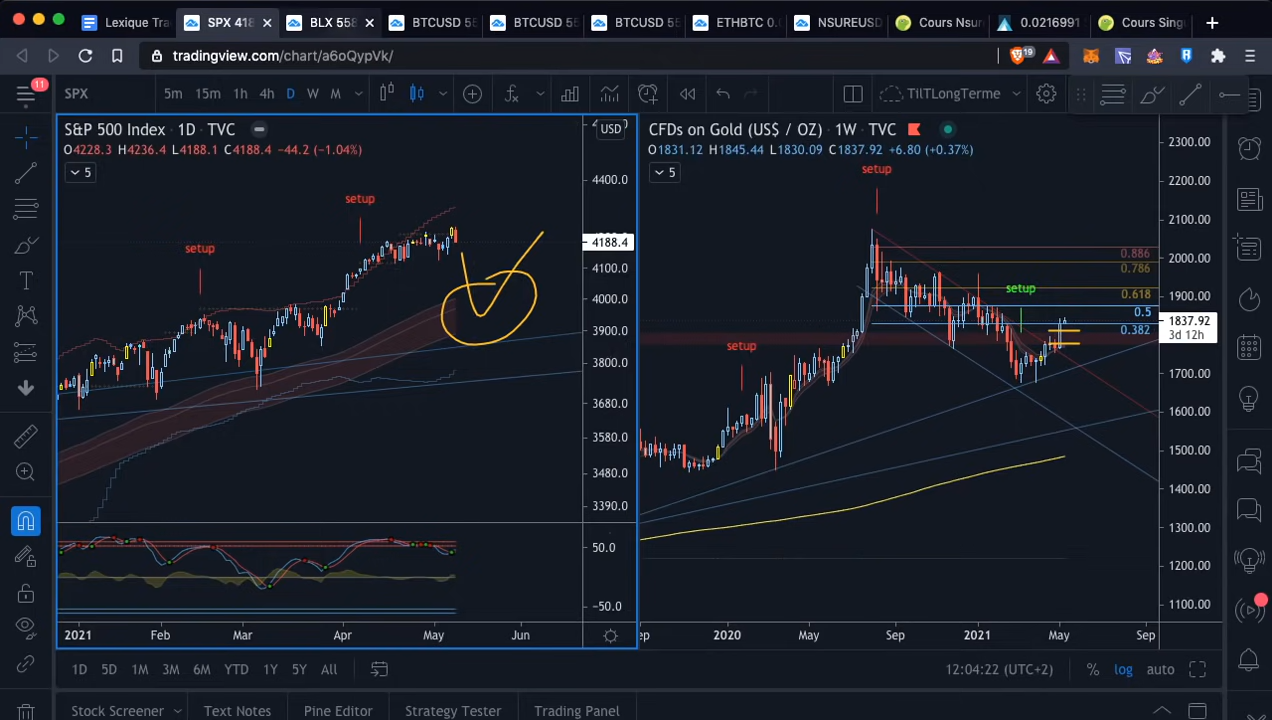 Lexique Tra
SPX 418
BLX 558
BTCUSD 55
BTCUSD 55
BTCUSD 55
ETHBTC 0.0
NSUREUSD
Cours Nsur
0.0216991
Cours Sing
tradingview.com/chart/a6oQypVk/
19
11
SPX
5m 15m 1h 4h D W M
TilTLongTerme
S&P 500 Index · 1D · TVC
O4228.3 H4236.4 L4188.1 C4188.4 -44.2 (-1.04%)
5
USD
setup
setup
4400.0
4188.4
4100.0
4000.0
3900.0
3800.0
3680.0
3580.0
3480.0
3390.0
50.0
-50.0
2021 Feb Mar Apr May Jun
CFDs on Gold (US$ / OZ) · 1W · TVC
O1831.12 H1845.44 L1830.09 C1837.92 +6.80 (+0.37%)
5
setup
setup
setup
0.886
0.786
0.618
0.5
0.382
2300.00
2200.00
2100.00
2000.00
1900.00
1837.92
3d 12h
1700.00
1600.00
1500.00
1400.00
1300.00
1200.00
1100.00
ep 2020 May Sep 2021 May Sep
1D 5D 1M 3M 6M YTD 1Y 5Y All
12:04:22 (UTC+2) % log auto
Stock Screener Text Notes Pine Editor Strategy Tester Trading Panel